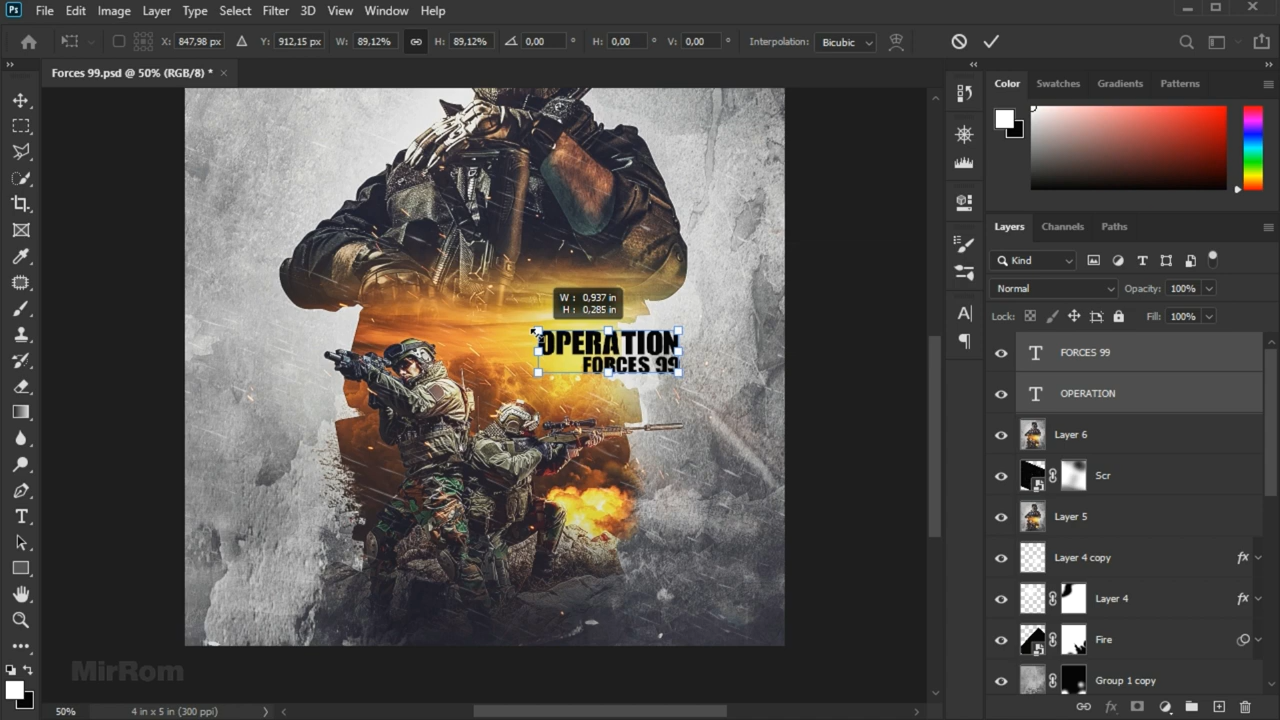 Ps File Edit Image Layer Type Select Filter 3D View Window Help
X: 847,98 px Y: 912,15 px W: 89,12% H: 89,12% 0,00 ° H: 0,00 ° V: 0,00 ° Interpolation: Bicubic
Forces 99.psd @ 50% (RGB/8) * ×
Color Swatches Gradients Patterns
Layers Channels Paths
Kind
Normal Opacity: 100%
Lock: Fill: 100%
W : 0,937 in
H : 0,285 in
OPERATION
FORCES 99
FORCES 99
OPERATION
Layer 6
Scr
Layer 5
Layer 4 copy fx
Layer 4 fx
Fire
Group 1 copy
MirRom
50% 4 in x 5 in (300 ppi)